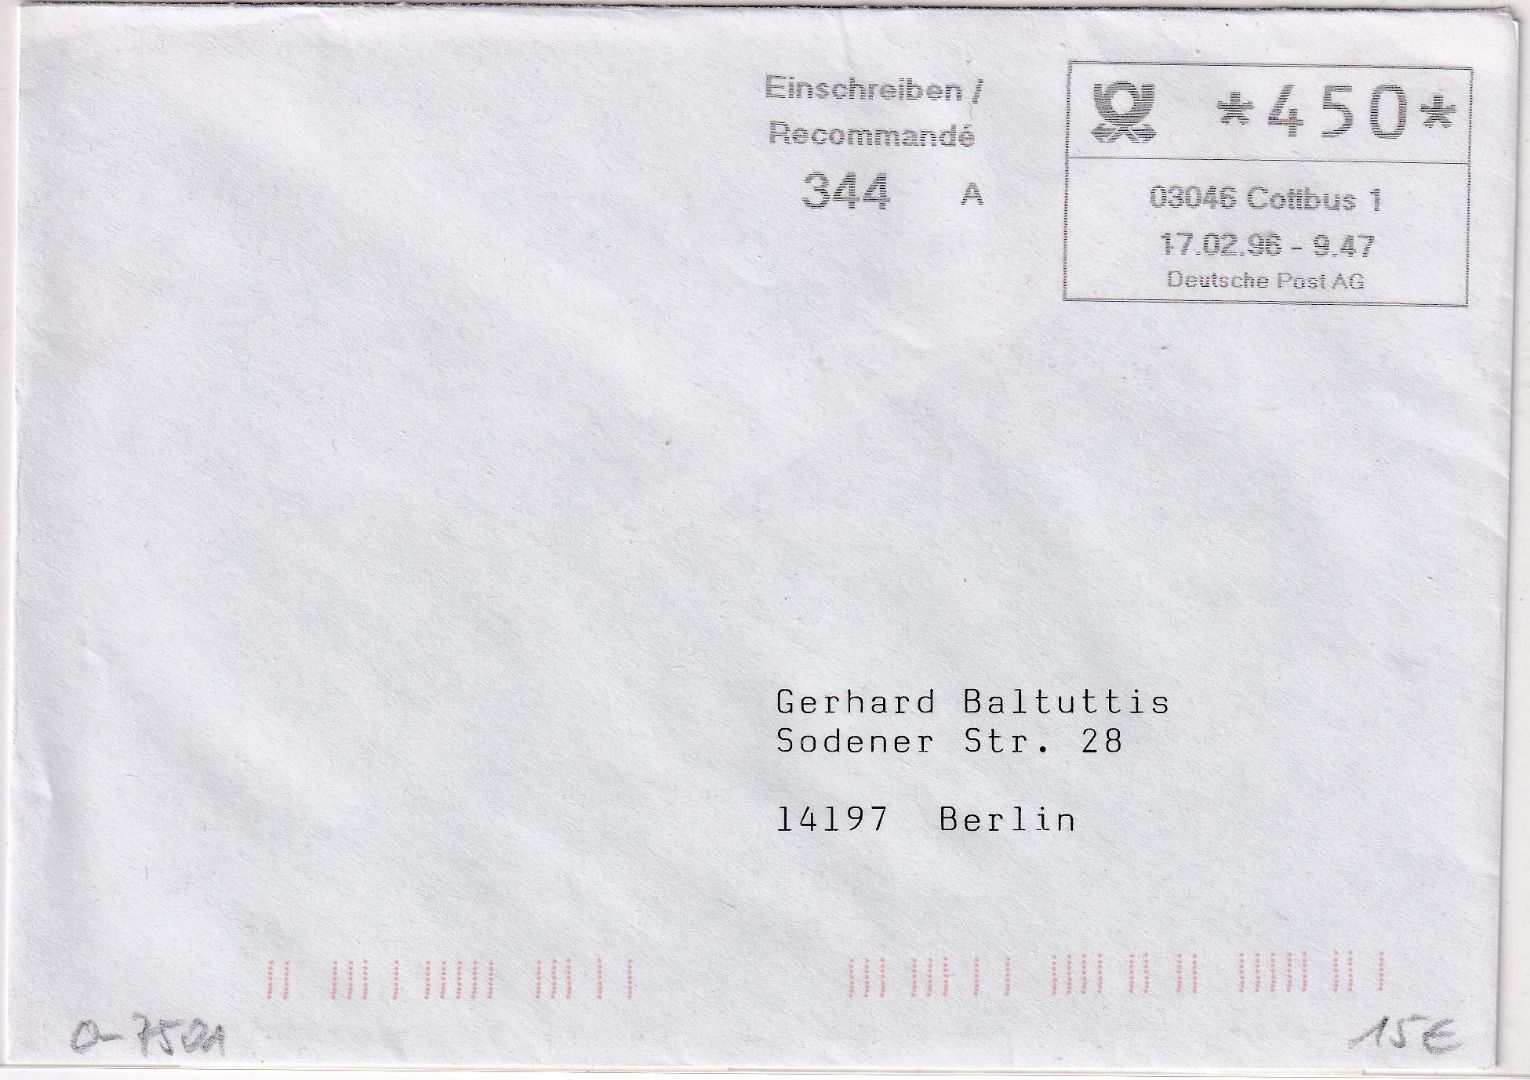 Einschreiben /
Recommandé
344 A
*450*
03046 Cottbus 1
17.02.96 - 9.47
Deutsche Post AG
Gerhard Baltuttis
Sodener Str. 28
14197 Berlin
O-7501
15€